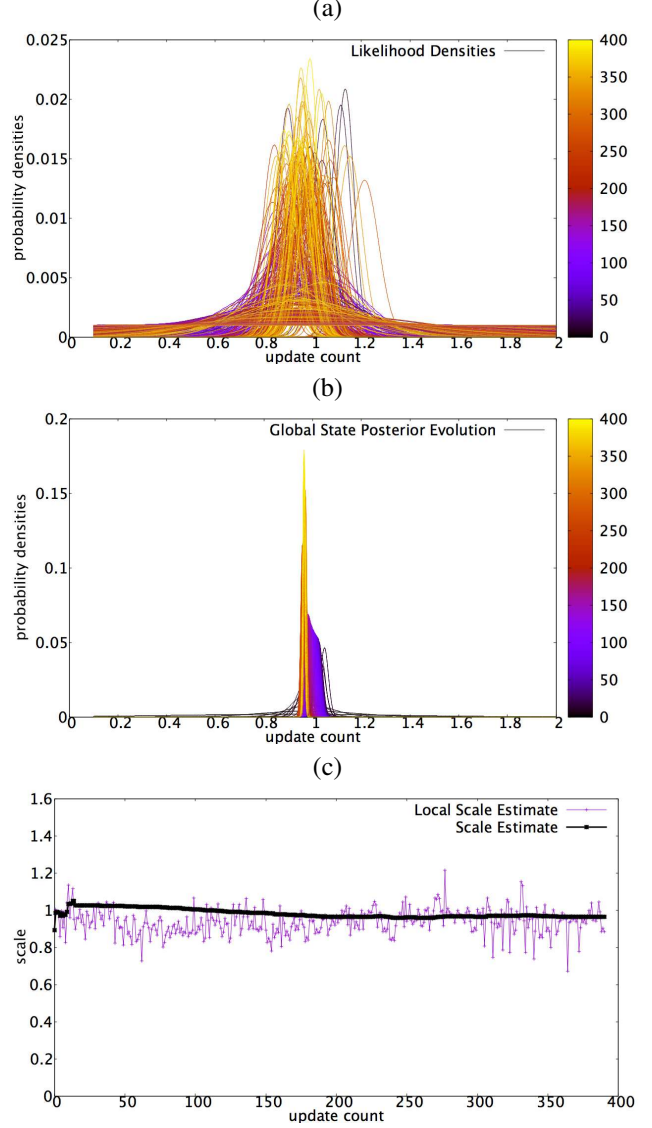 (a)
Likelihood Densities
probability densities
0.025
0.02
0.015
0.01
0.005
0
0 0.2 0.4 0.6 0.8 1 1.2 1.4 1.6 1.8 2
update count
400
350
300
250
200
150
100
50
0
(b)
Global State Posterior Evolution
probability densities
0.2
0.15
0.1
0.05
0
0 0.2 0.4 0.6 0.8 1 1.2 1.4 1.6 1.8 2
update count
400
350
300
250
200
150
100
50
0
(c)
Local Scale Estimate
Scale Estimate
scale
1.6
1.4
1.2
1
0.8
0.6
0.4
0.2
0
0 50 100 150 200 250 300 350 400
update count